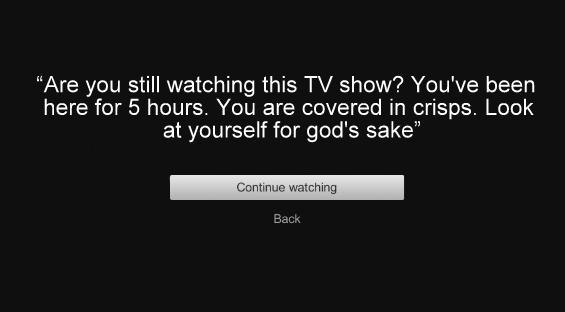 “Are you still watching this TV show? You've been
here for 5 hours. You are covered in crisps. Look
at yourself for god's sake”
Continue watching
Back